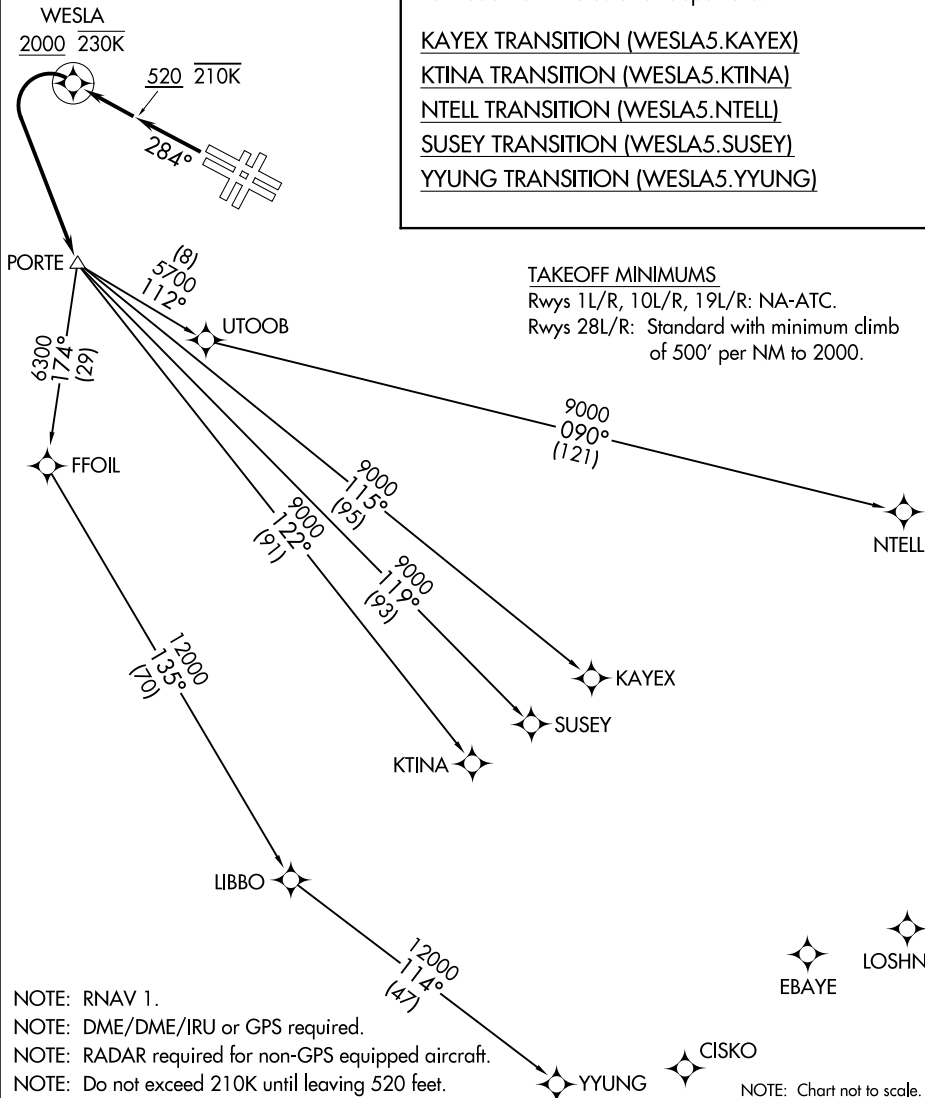 WESLA
2000 230K
520 210K
284°
KAYEX TRANSITION (WESLA5.KAYEX)
KTINA TRANSITION (WESLA5.KTINA)
NTELL TRANSITION (WESLA5.NTELL)
SUSEY TRANSITION (WESLA5.SUSEY)
YYUNG TRANSITION (WESLA5.YYUNG)
PORTE
(8)
5700
112°
UTOOB
TAKEOFF MINIMUMS
Rwys 1L/R, 10L/R, 19L/R: NA-ATC.
Rwys 28L/R: Standard with minimum climb
of 500' per NM to 2000.
6300
174°
(29)
FFOIL
9000
090°
(121)
NTELL
9000
115°
(95)
9000
122°
(91)
9000
119°
(93)
KAYEX
SUSEY
KTINA
12000
135°
(70)
LIBBO
12000
114°
(47)
LOSHN
EBAYE
CISKO
YYUNG
NOTE: RNAV 1.
NOTE: DME/DME/IRU or GPS required.
NOTE: RADAR required for non-GPS equipped aircraft.
NOTE: Do not exceed 210K until leaving 520 feet.
NOTE: Chart not to scale.